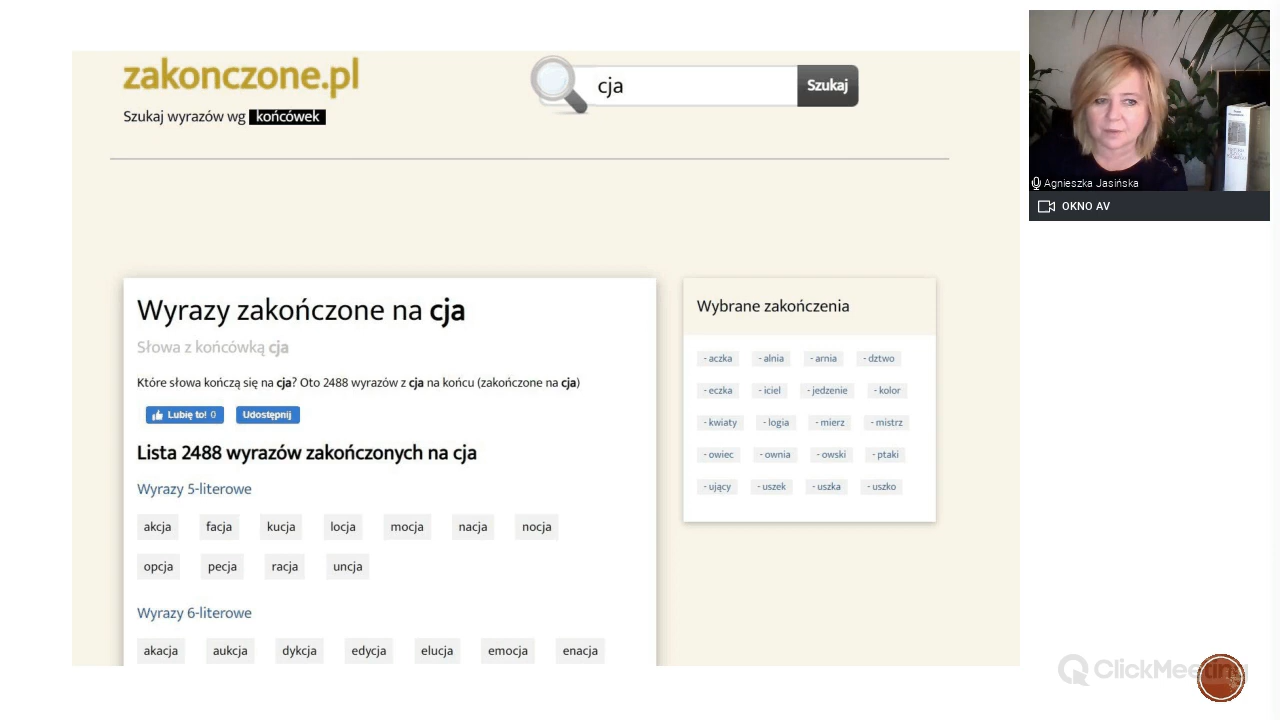 zakonczone.pl
cja
Szukaj
Szukaj wyrazów wg końcówek
Wyrazy zakończone na cja
Słowa z końcówką cja
Które słowa kończą się na cja? Oto 2488 wyrazów z cja na końcu (zakończone na cja)
Lubię to! 0 Udostępnij
Lista 2488 wyrazów zakończonych na cja
Wyrazy 5-literowe
akcja facja kucja locja mocja nacja nocja
opcja pecja racja uncja
Wyrazy 6-literowe
akacja aukcja dykcja edycja elucja emocja enacja
Wybrane zakończenia
- aczka - alnia - arnia - dztwo
- eczka - iciel - jedzenie - kolor
- kwiaty - logia - mierz - mistrz
- owiec - ownia - owski - ptaki
- ujący - uszek - uszka - uszko
Agnieszka Jasińska
OKNO AV
ClickMeeting